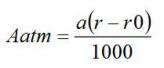 Aatm = a(r − r0) / 1000